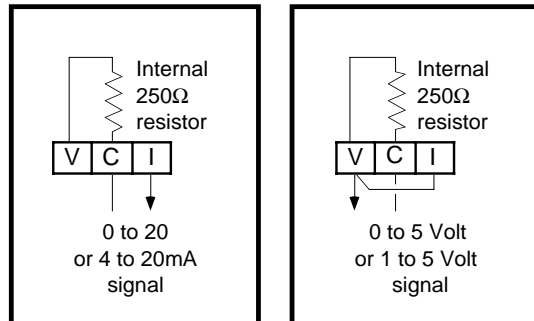 Internal
250Ω
resistor
V C I
0 to 20
or 4 to 20mA
signal
Internal
250Ω
resistor
V C I
0 to 5 Volt
or 1 to 5 Volt
signal